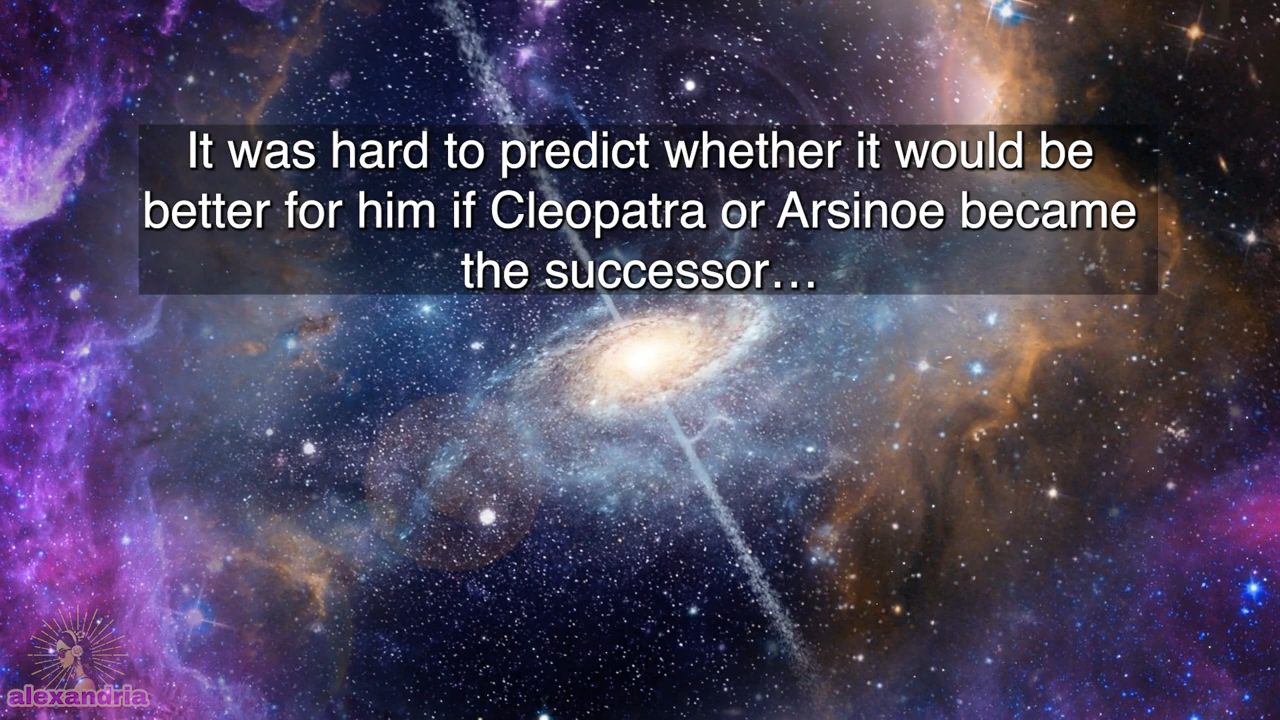 It was hard to predict whether it would be
better for him if Cleopatra or Arsinoe became
the successor…
alexandria